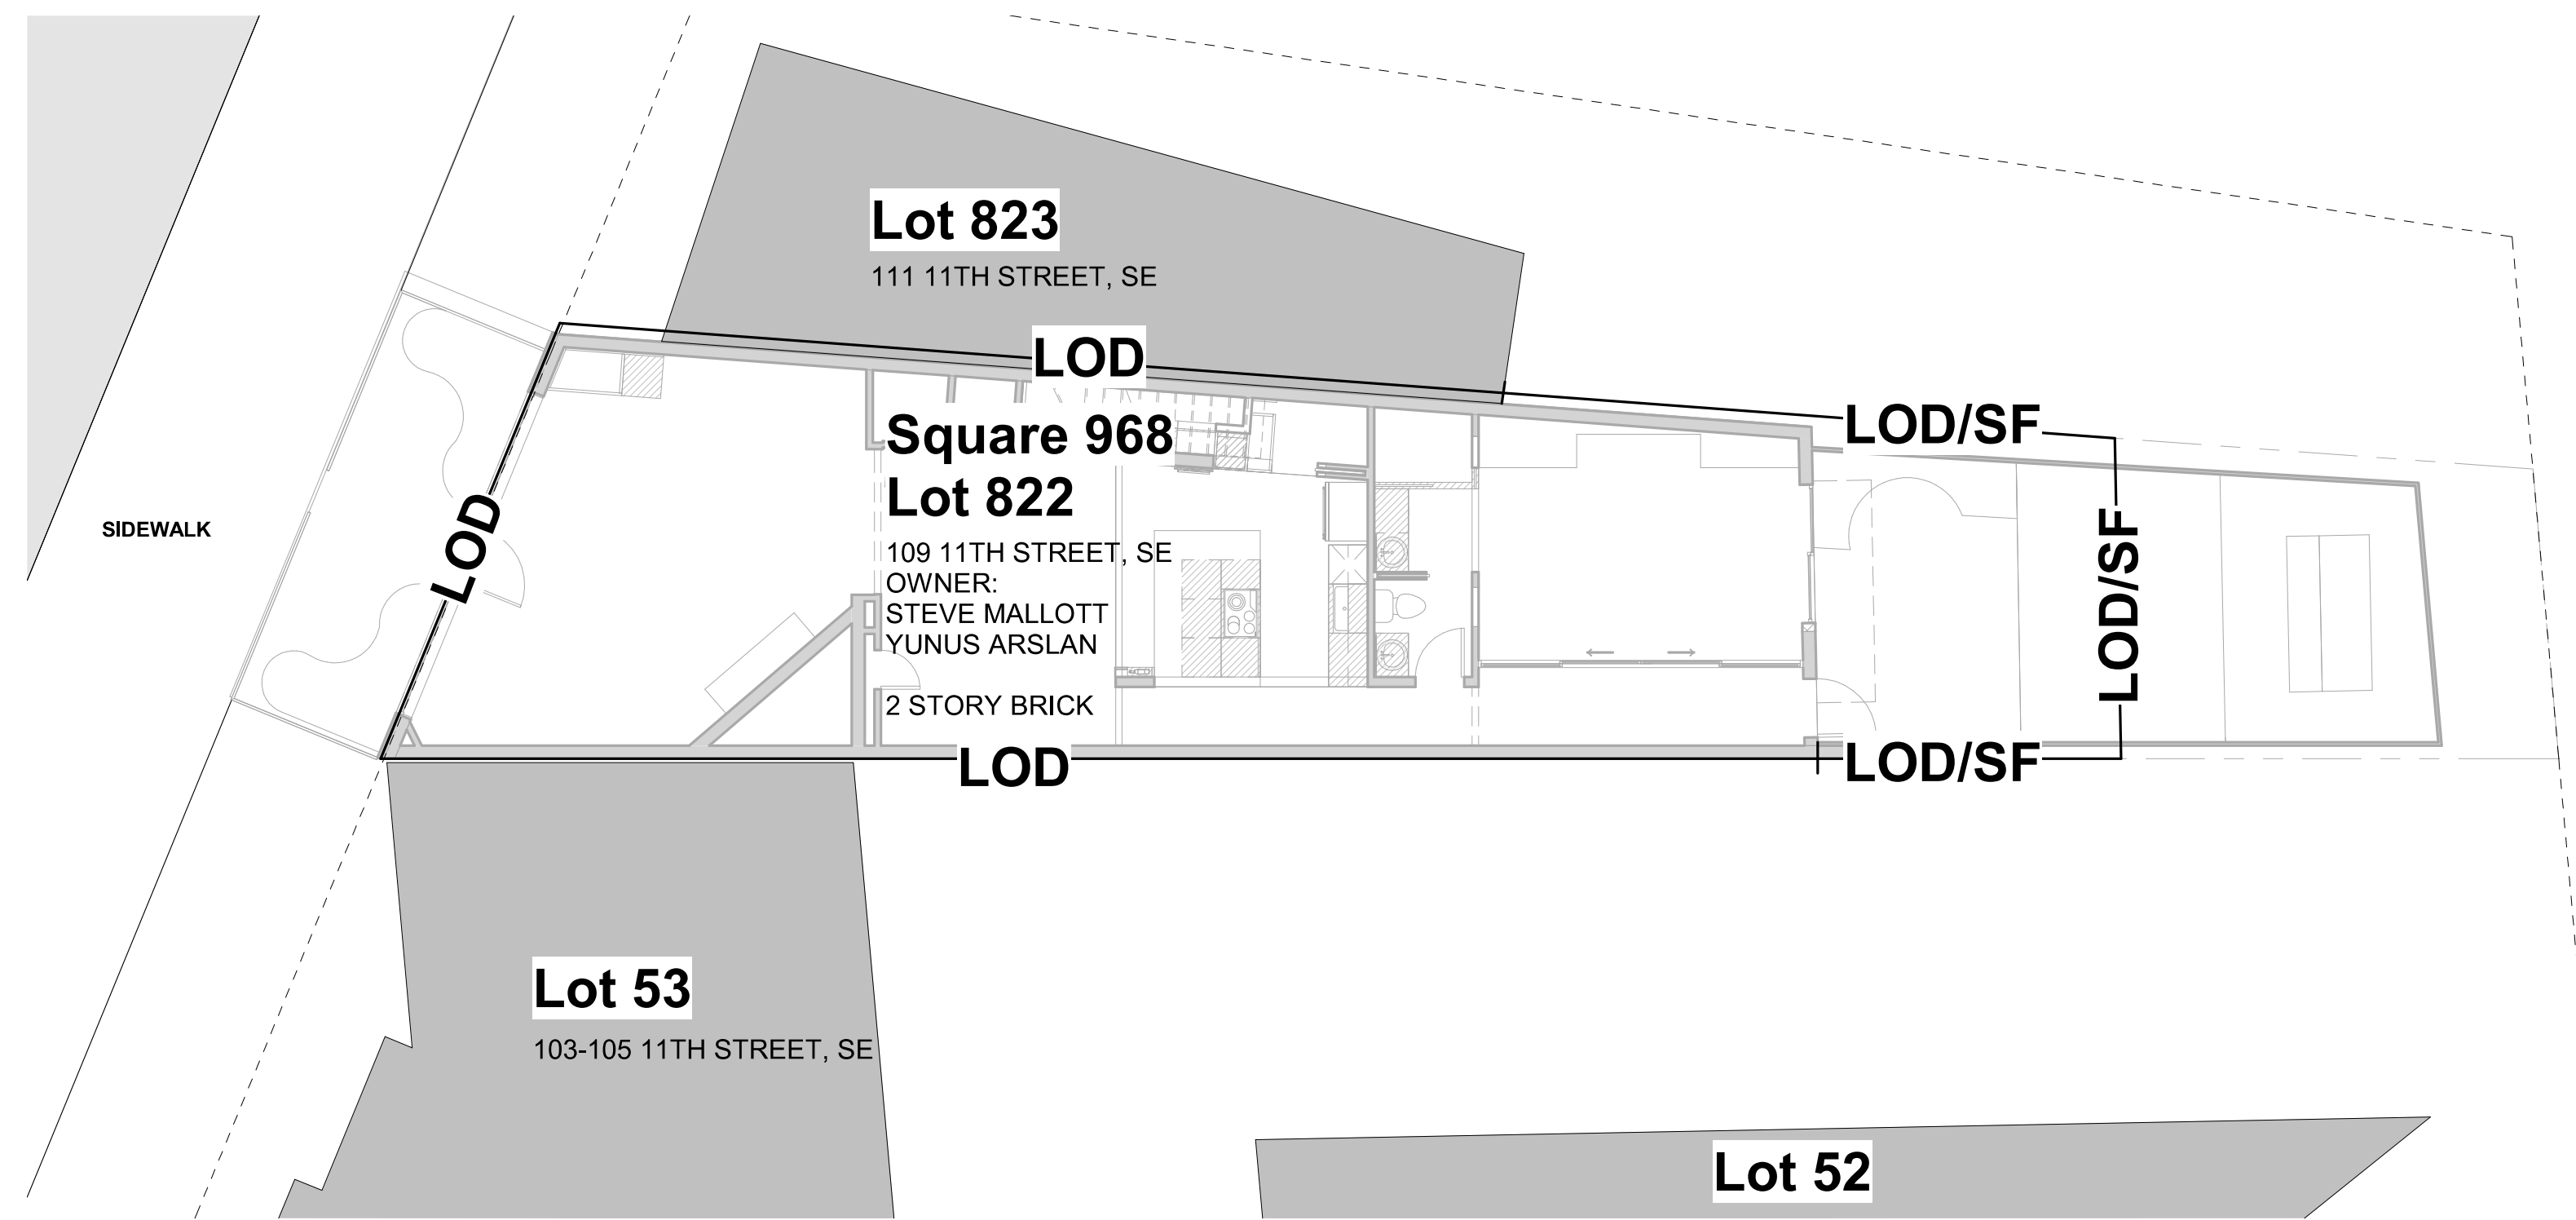 Lot 823
111 11TH STREET, SE
LOD
Square 968
Lot 822
109 11TH STREET, SE
OWNER:
STEVE MALLOTT
YUNUS ARSLAN
2 STORY BRICK
LOD/SF
LOD/SF
LOD/SF
SIDEWALK
LOD
LOD
Lot 53
103-105 11TH STREET, SE
Lot 52